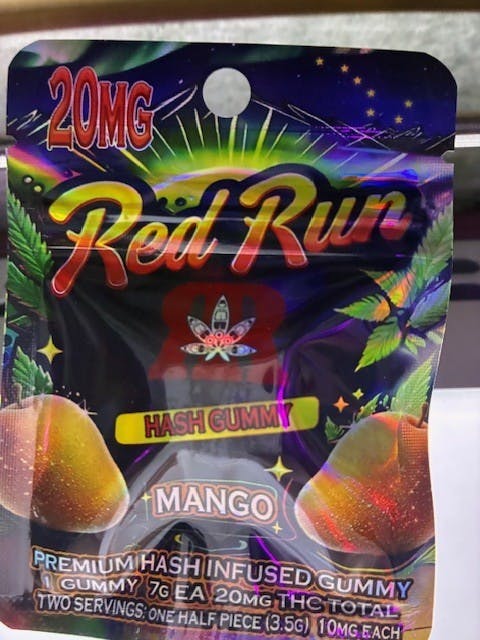 20MG
Red Run
HASH GUMMY
MANGO
PREMIUM HASH INFUSED GUMMY
1 GUMMY 7g EA 20MG THC TOTAL
TWO SERVINGS: ONE HALF PIECE (3.5g) 10MG EACH